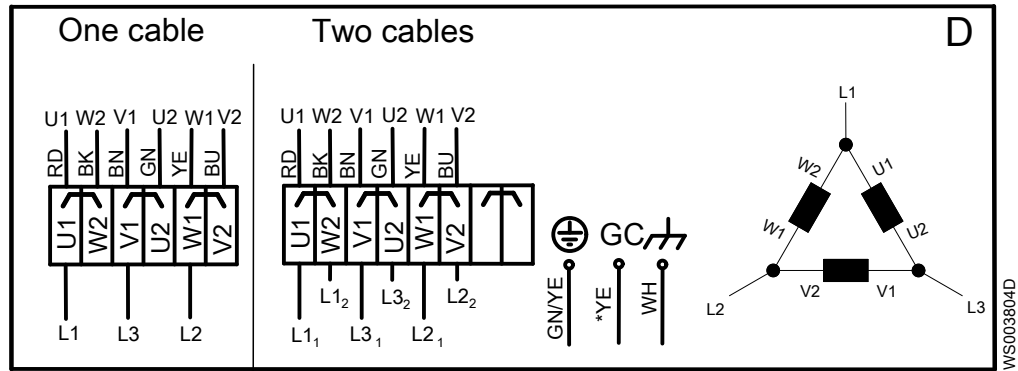 One cable Two cables D
U1 W2 V1 U2 W1 V2
RD BK BN GN YE BU
U1 W2 V1 U2 W1 V2
L1 L3 L2
U1 W2 V1 U2 W1 V2
RD BK BN GN YE BU
U1 W2 V1 U2 W1 V2
L1₂ L3₂ L2₂
L1₁ L3₁ L2₁
GC
GN/YE *YE WH
L1
W2 U1
W1 U2
V2 V1
L2 L3
WS003804D